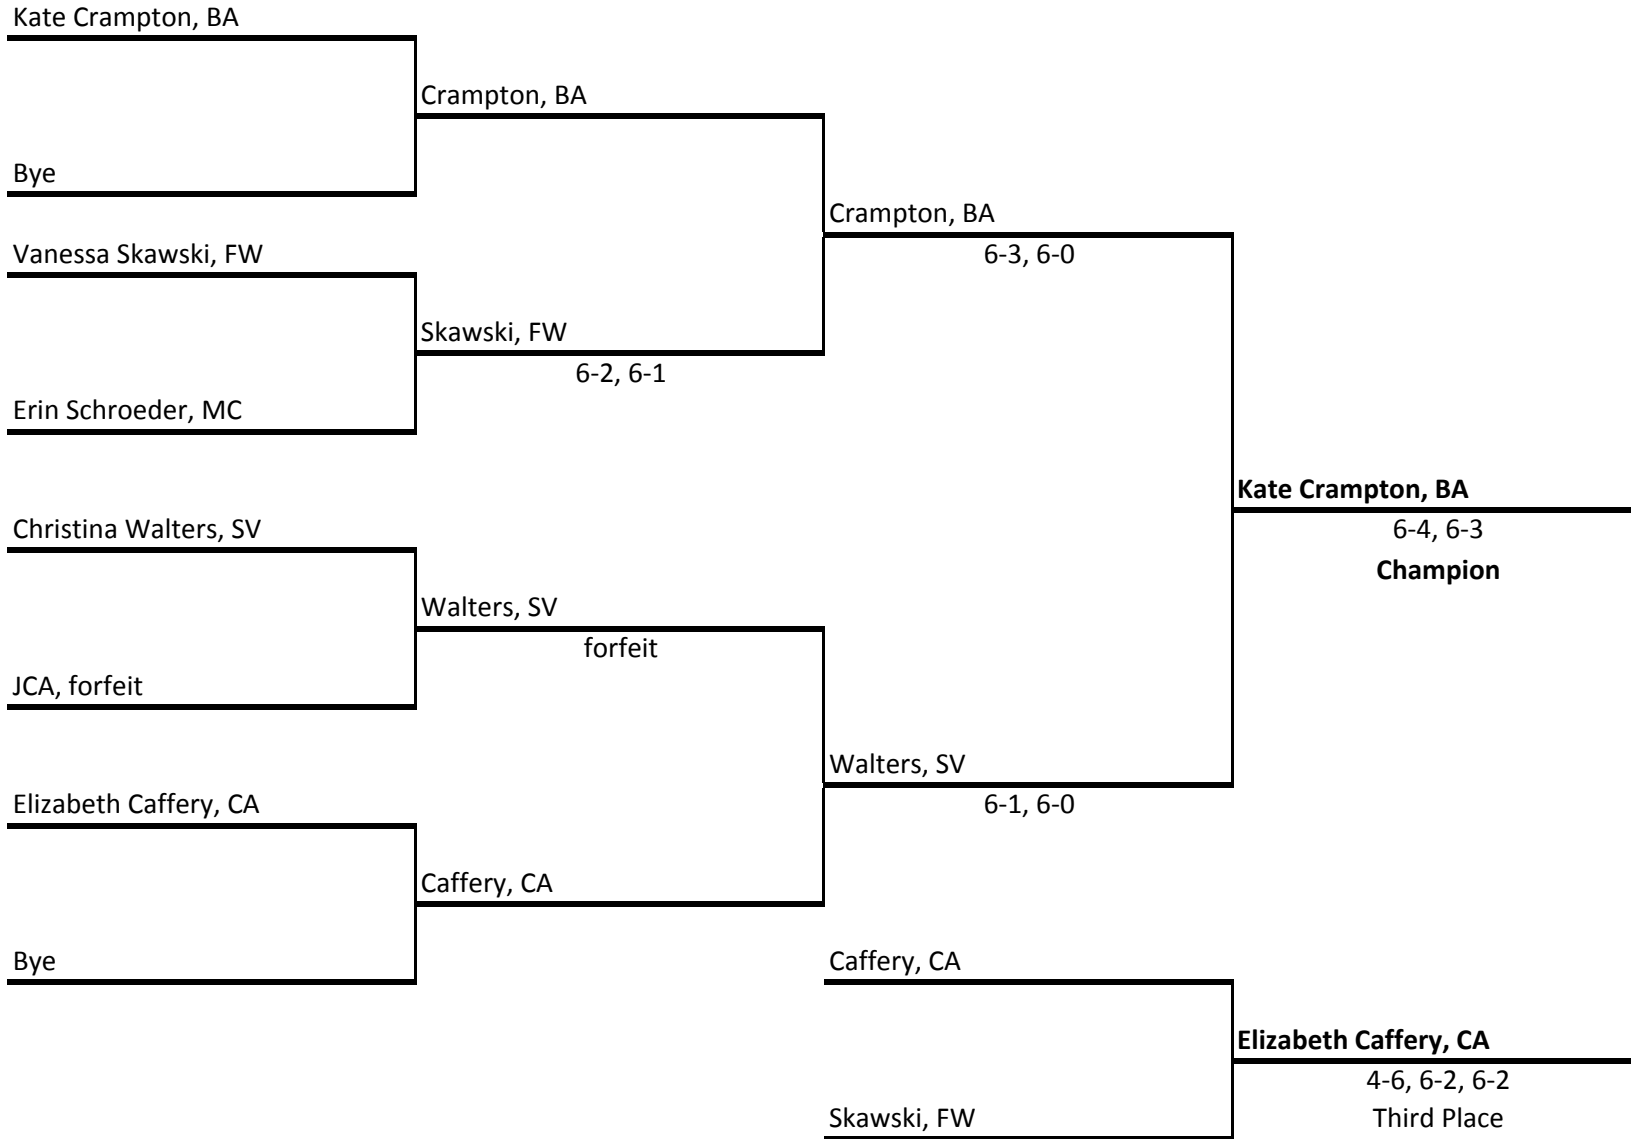 Kate Crampton, BA
Crampton, BA
Bye
Crampton, BA
Vanessa Skawski, FW
6-3, 6-0
Skawski, FW
6-2, 6-1
Erin Schroeder, MC
Kate Crampton, BA
Christina Walters, SV
6-4, 6-3
Champion
Walters, SV
forfeit
JCA, forfeit
Walters, SV
Elizabeth Caffery, CA
6-1, 6-0
Caffery, CA
Bye
Caffery, CA
Elizabeth Caffery, CA
4-6, 6-2, 6-2
Skawski, FW
Third Place